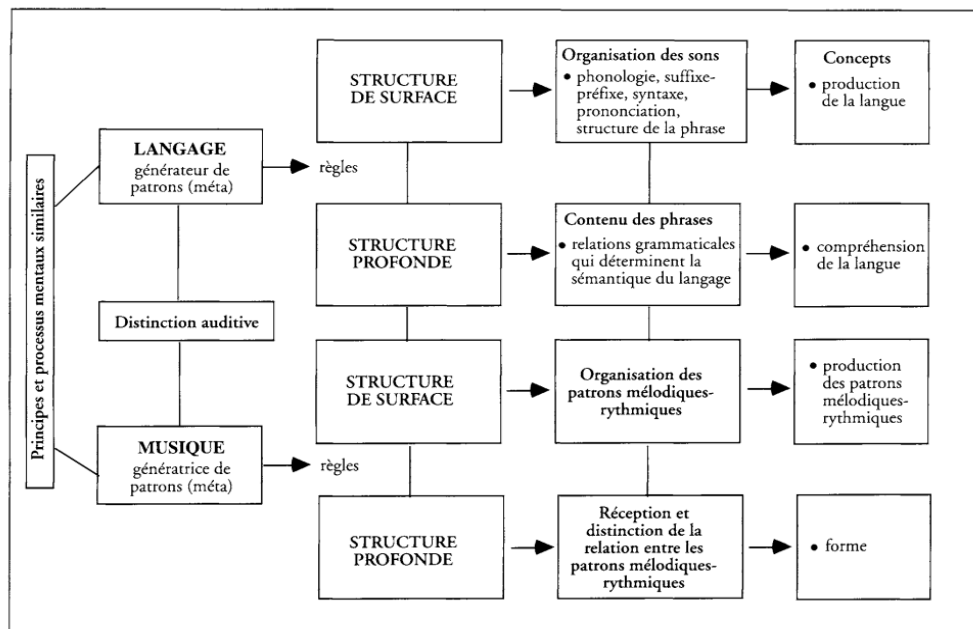 Principes et processus mentaux similaires
LANGAGE
générateur de
patrons (méta)
règles
Distinction auditive
MUSIQUE
génératrice de
patrons (méta)
règles
STRUCTURE
DE SURFACE
Organisation des sons
• phonologie, suffixe-
préfixe, syntaxe,
prononciation,
structure de la phrase
Concepts
• production
de la langue
STRUCTURE
PROFONDE
Contenu des phrases
• relations grammaticales
qui déterminent la
sémantique du langage
• compréhension
de la langue
STRUCTURE
DE SURFACE
Organisation des
patrons mélodiques-
rythmiques
• production
des patrons
mélodiques-
rythmiques
STRUCTURE
PROFONDE
Réception et
distinction de la
relation entre les
patrons mélodiques-
rythmiques
• forme